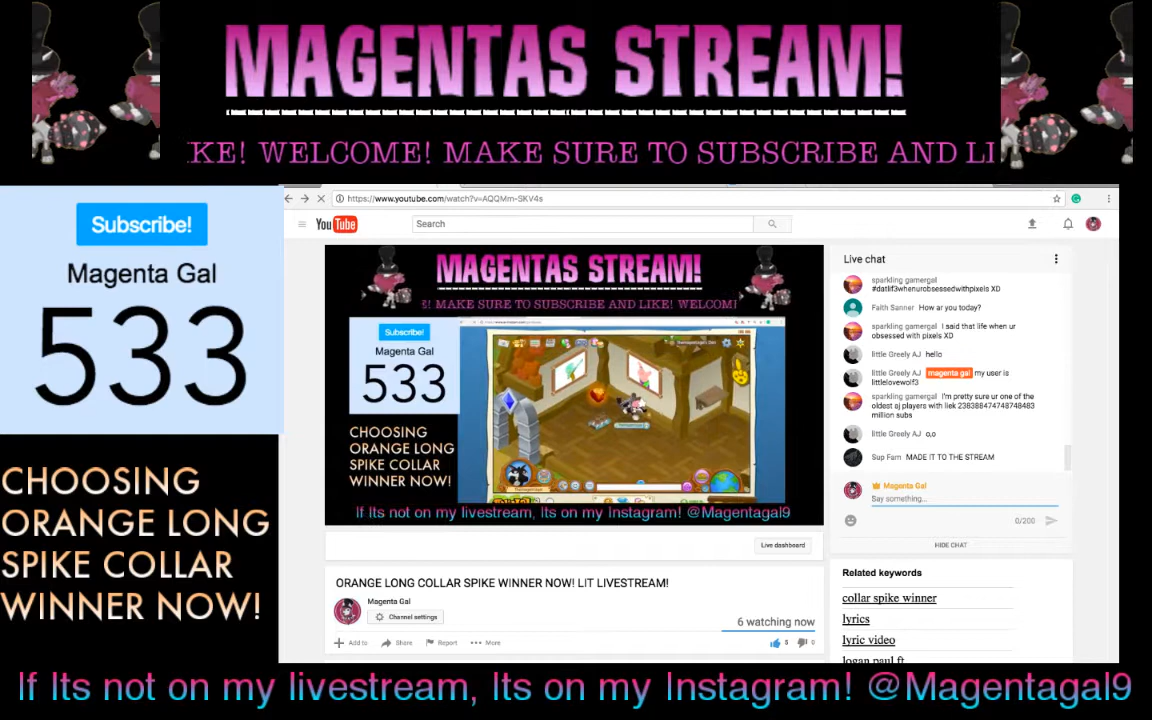 MAGENTAS STREAM!
KE! WELCOME! MAKE SURE TO SUBSCRIBE AND LI
Subscribe!
Magenta Gal
533
CHOOSING
ORANGE LONG
SPIKE COLLAR
WINNER NOW!
https://www.youtube.com/watch?v=AQQMm-SKV4s
YouTube
Search
MAGENTAS STREAM!
E! MAKE SURE TO SUBSCRIBE AND LIKE! WELCOM
Subscribe!
Magenta Gal
533
CHOOSING
ORANGE LONG
SPIKE COLLAR
WINNER NOW!
If Its not on my livestream, Its on my Instagram! @Magentagal9
Live dashboard
ORANGE LONG COLLAR SPIKE WINNER NOW! LIT LIVESTREAM!
Magenta Gal
Channel settings
6 watching now
Add to Share Report More
5 0
Live chat
sparkling gamergal
#datlif3whenurobsessedwithpixels XD
Faith Sanner How ar you today?
sparkling gamergal I said that life when ur
obsessed with pixels XD
little Greely AJ hello
little Greely AJ magenta gal my user is
littlelovewolf3
sparkling gamergal I'm pretty sure ur one of the
oldest aj players with liek 238388474748748483
million subs
little Greely AJ o,o
Sup Fam MADE IT TO THE STREAM
Magenta Gal
Say something...
0/200
HIDE CHAT
Related keywords
collar spike winner
lyrics
lyric video
logan paul ft
If Its not on my livestream, Its on my Instagram! @Magentagal9